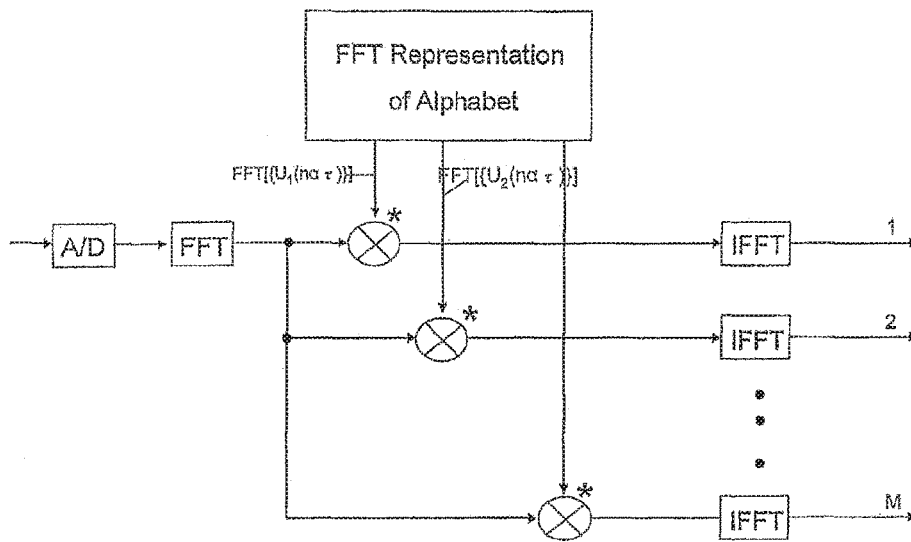 FFT Representation
of Alphabet
FFT[{U₁(nα τ)}]
FFT[{U₂(nα τ)}]
*
1
A/D
FFT
IFFT
*
2
IFFT
*
M
IFFT